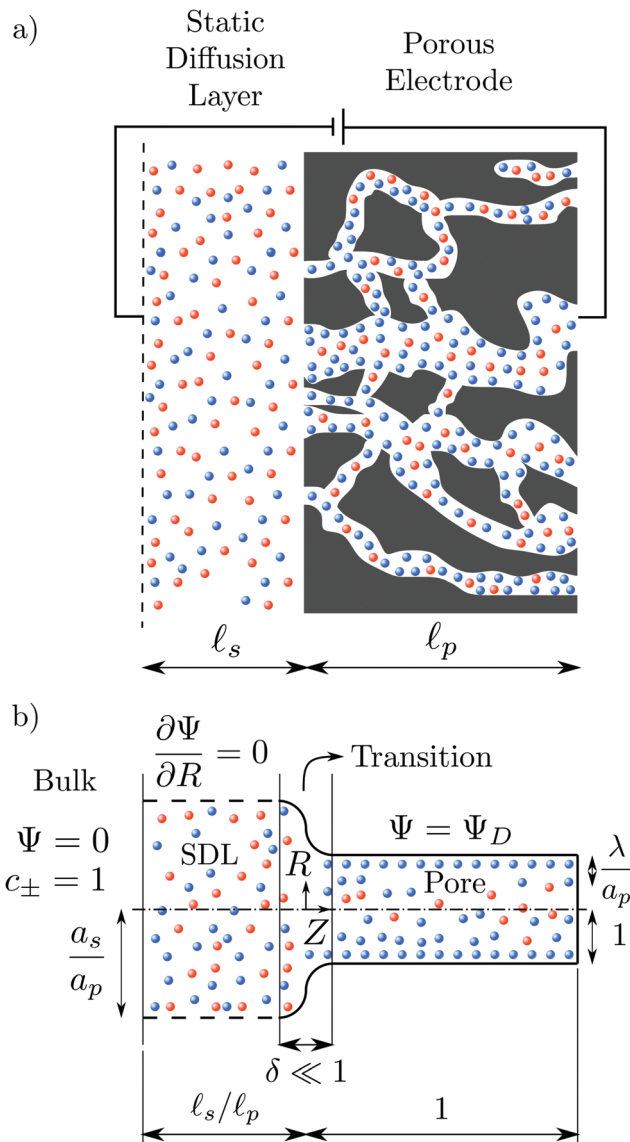 a)
Static
Diffusion
Layer
Porous
Electrode
ℓ_s
ℓ_p
b)
∂Ψ/∂R = 0
Transition
Bulk
Ψ = 0
c_± = 1
Ψ = Ψ_D
SDL
R
Pore
λ/a_p
Z
a_s/a_p
1
δ ≪ 1
ℓ_s/ℓ_p
1